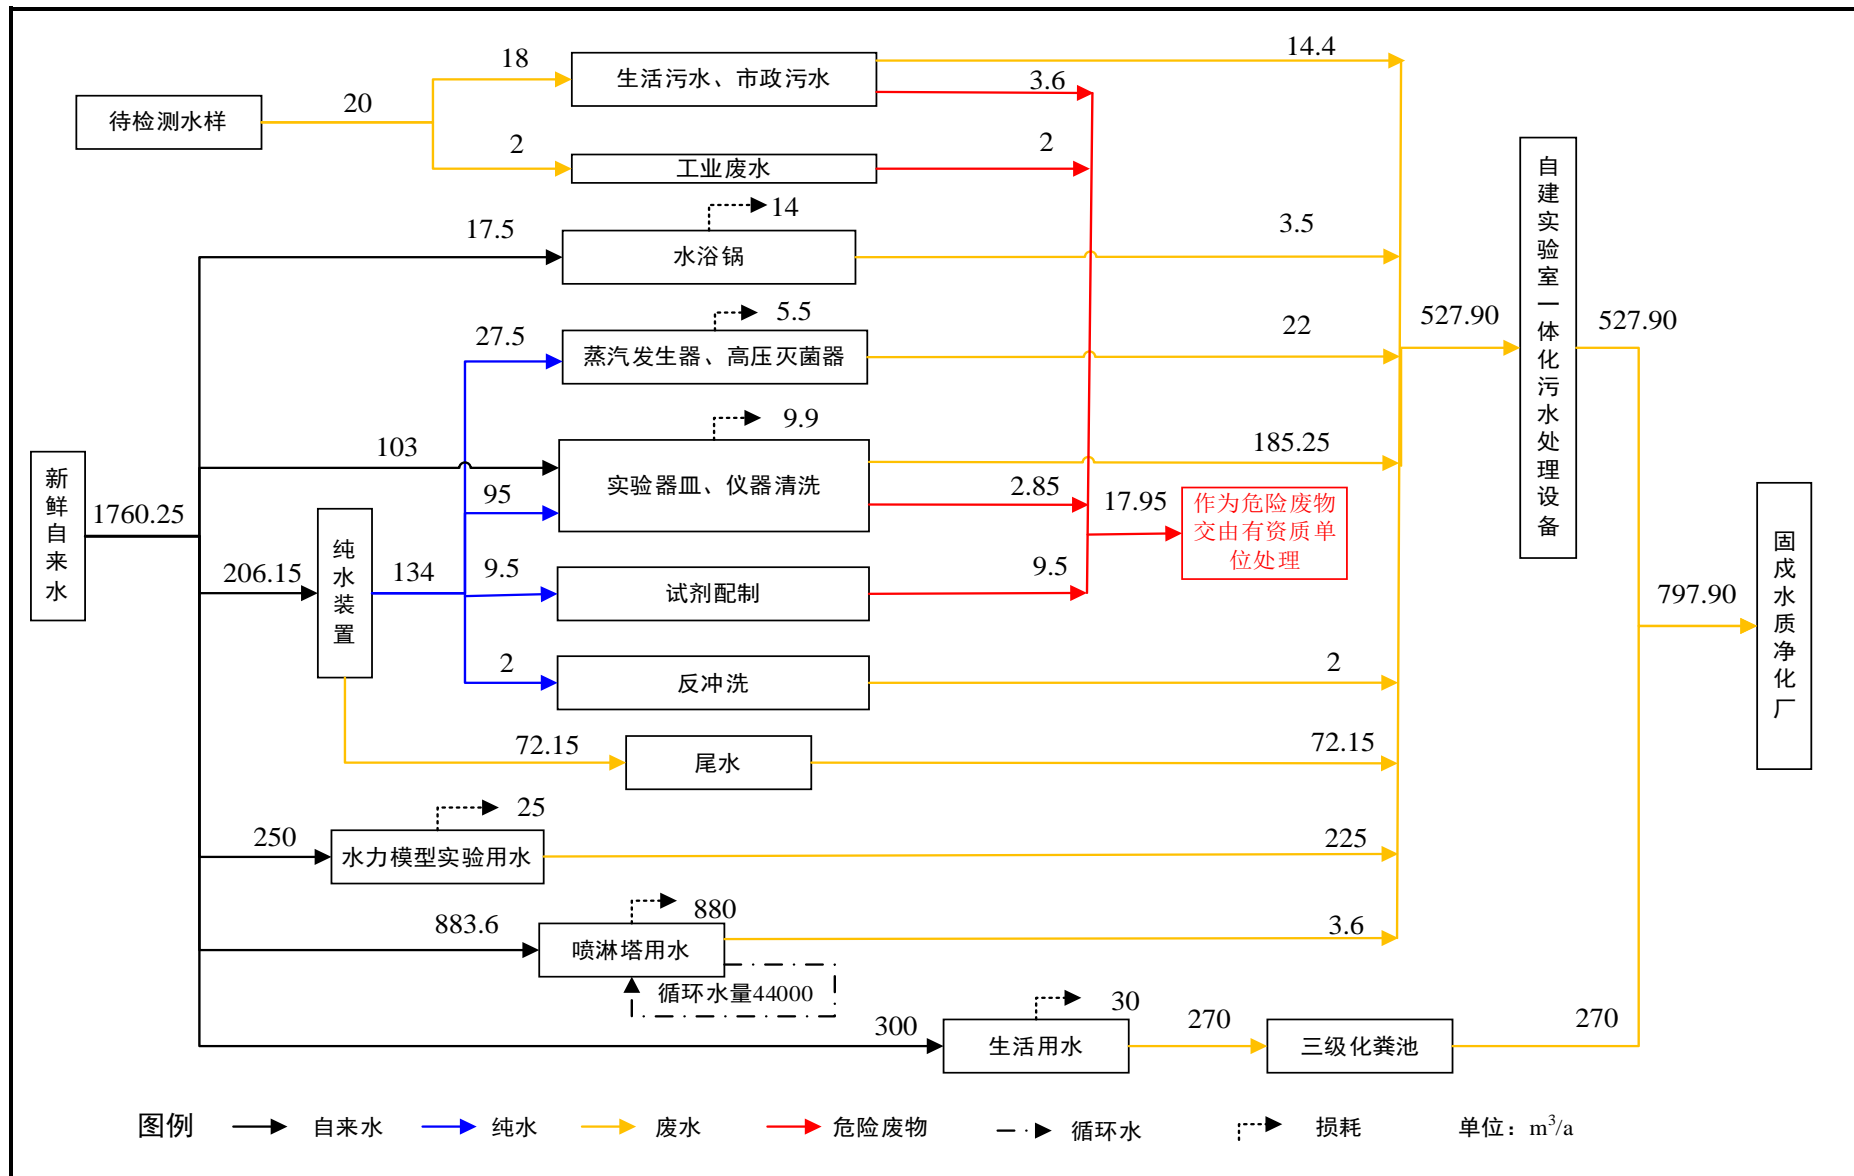 待检测水样
20
18
生活污水、市政污水
14.4
3.6
2
工业废水
2
17.5
14
水浴锅
3.5
27.5
5.5
蒸汽发生器、高压灭菌器
22
103
95
9.9
实验器皿、仪器清洗
185.25
2.85
新鲜自来水
1760.25
206.15
纯水装置
134
9.5
试剂配制
9.5
17.95
作为危险废物
交由有资质单
位处理
2
反冲洗
2
72.15
尾水
72.15
250
25
水力模型实验用水
225
883.6
880
喷淋塔用水
3.6
循环水量44000
300
30
生活用水
270
三级化粪池
270
527.90
自建实验室一体化污水处理设备
527.90
797.90
固戍水质净化厂
图例
自来水
纯水
废水
危险废物
循环水
损耗
单位：m³/a